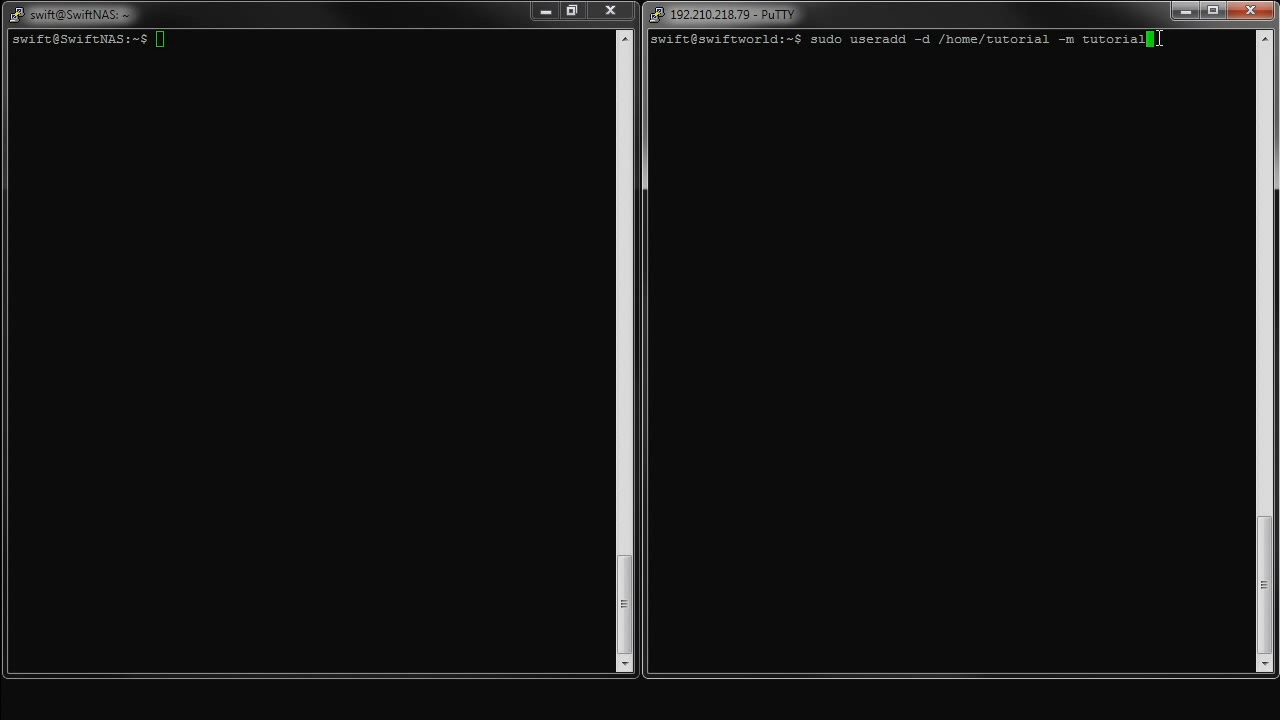 swift@SwiftNAS: ~
swift@SwiftNAS:~$
192.210.218.79 - PuTTY
swift@swiftworld:~$ sudo useradd -d /home/tutorial -m tutorial